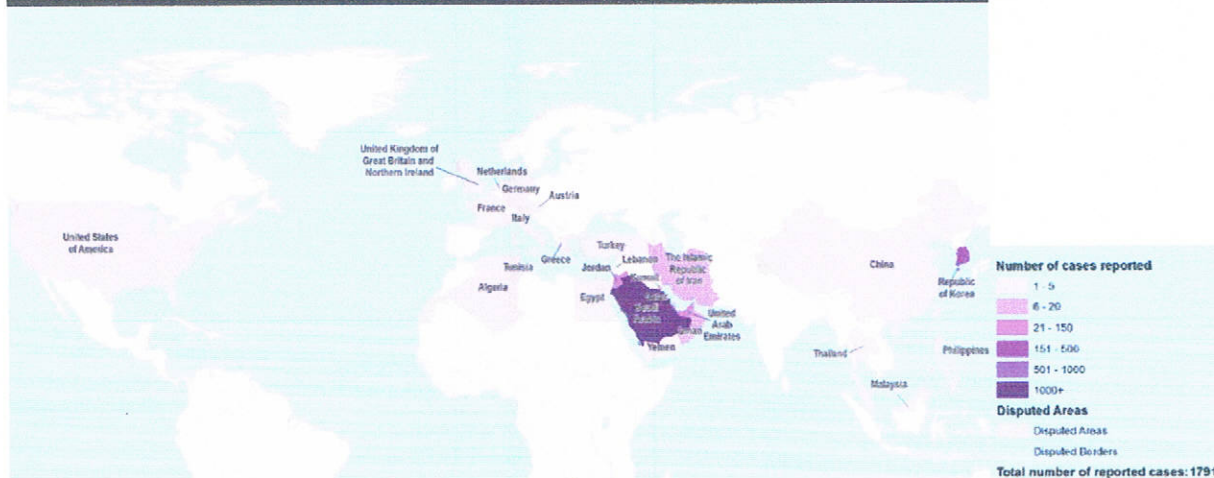 United Kingdom of
Great Britain and
Northern Ireland
Netherlands
Germany
Austria
France
Italy
United States
of America
Turkey
Greece
Lebanon
The Islamic
Republic
of Iran
Tunisia
Jordan
Kuwait
China
Algeria
Egypt
Saudi
Arabia
United
Arab
Emirates
Oman
Yemen
Republic
of Korea
Thailand
Philippines
Malaysia
Number of cases reported
1 - 5
6 - 20
21 - 150
151 - 500
501 - 1000
1000+
Disputed Areas
Disputed Areas
Disputed Borders
Total number of reported cases: 1791